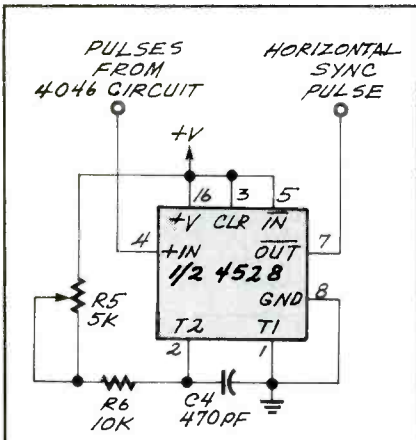 PULSES
FROM
4046 CIRCUIT
HORIZONTAL
SYNC
PULSE
+V
16 3 5
+V CLR IN
4 +IN OUT 7
1/2 4528
GND 8
R5
5K
T2 T1
2 1
R6
10K
C4
470PF